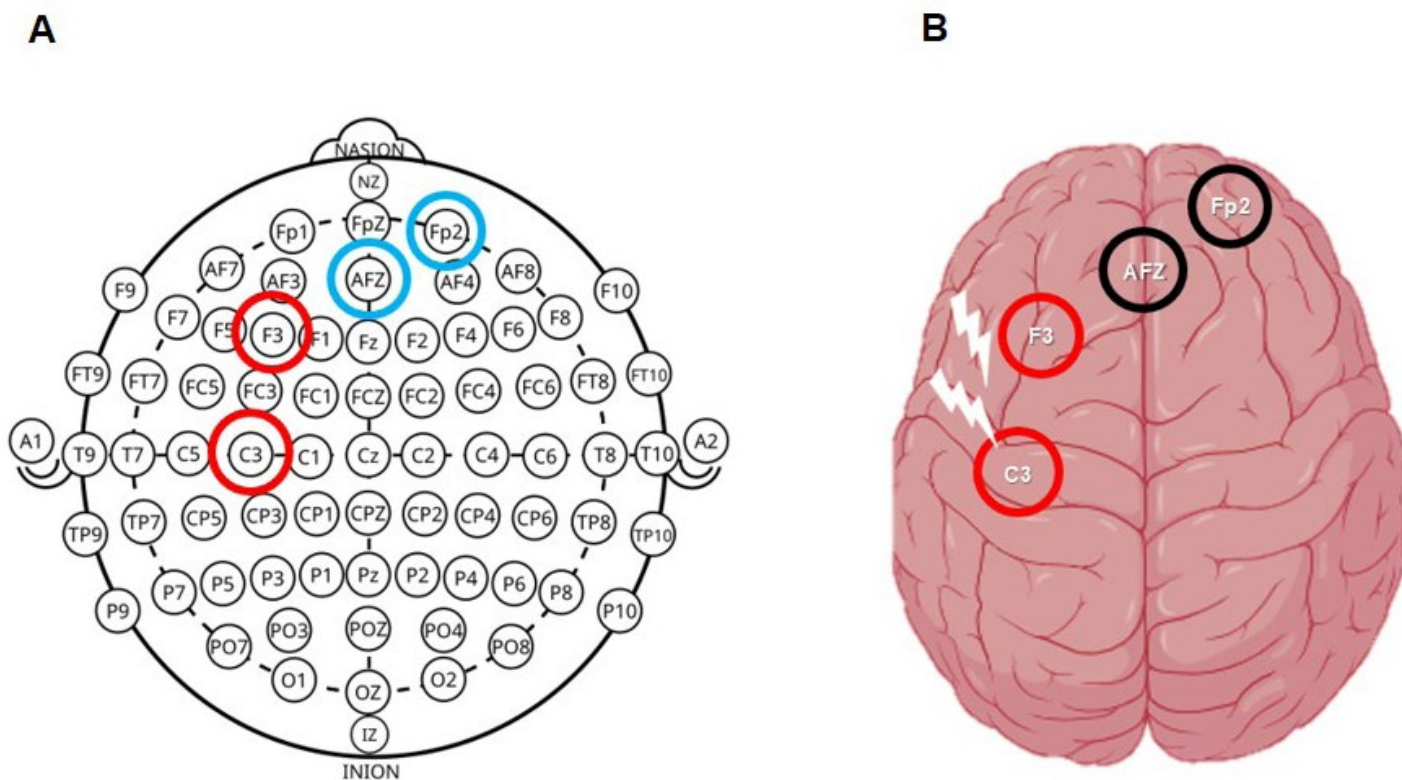 A
B
NASION
NZ
Fp1 FpZ Fp2
AF7 AF3 AFZ AF4 AF8
F9 F7 F5 F3 F1 Fz F2 F4 F6 F8 F10
FT9 FT7 FC5 FC3 FC1 FCZ FC2 FC4 FC6 FT8 FT10
A1 T9 T7 C5 C3 C1 Cz C2 C4 C6 T8 T10 A2
TP9 TP7 CP5 CP3 CP1 CPZ CP2 CP4 CP6 TP8 TP10
P9 P7 P5 P3 P1 Pz P2 P4 P6 P8 P10
PO7 PO3 POZ PO4 PO8
O1 OZ O2
IZ
INION
Fp2
AFZ
F3
C3